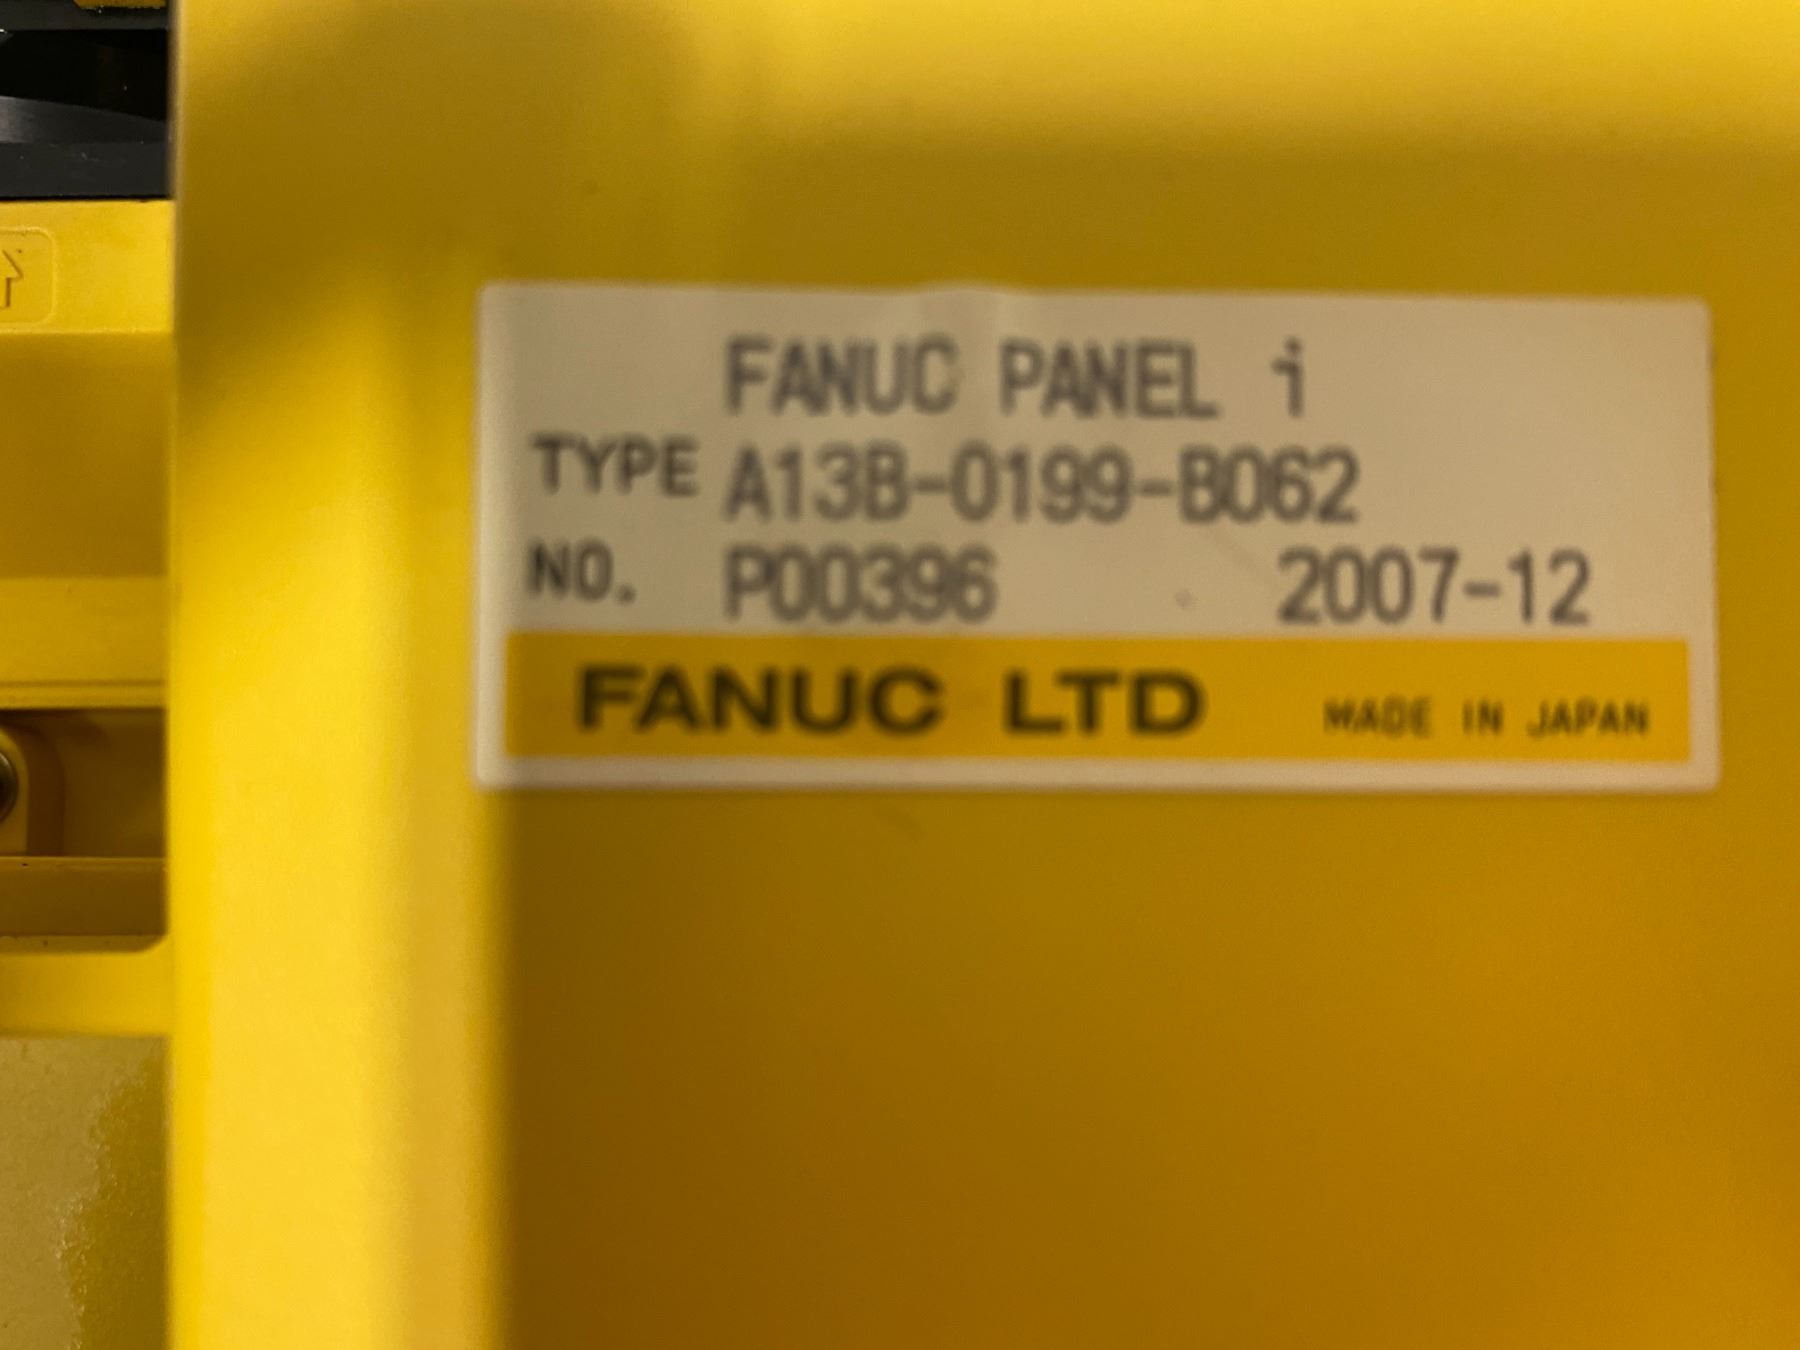 FANUC PANEL i
TYPE A13B-0199-B062
NO. P00396 2007-12
FANUC LTD MADE IN JAPAN